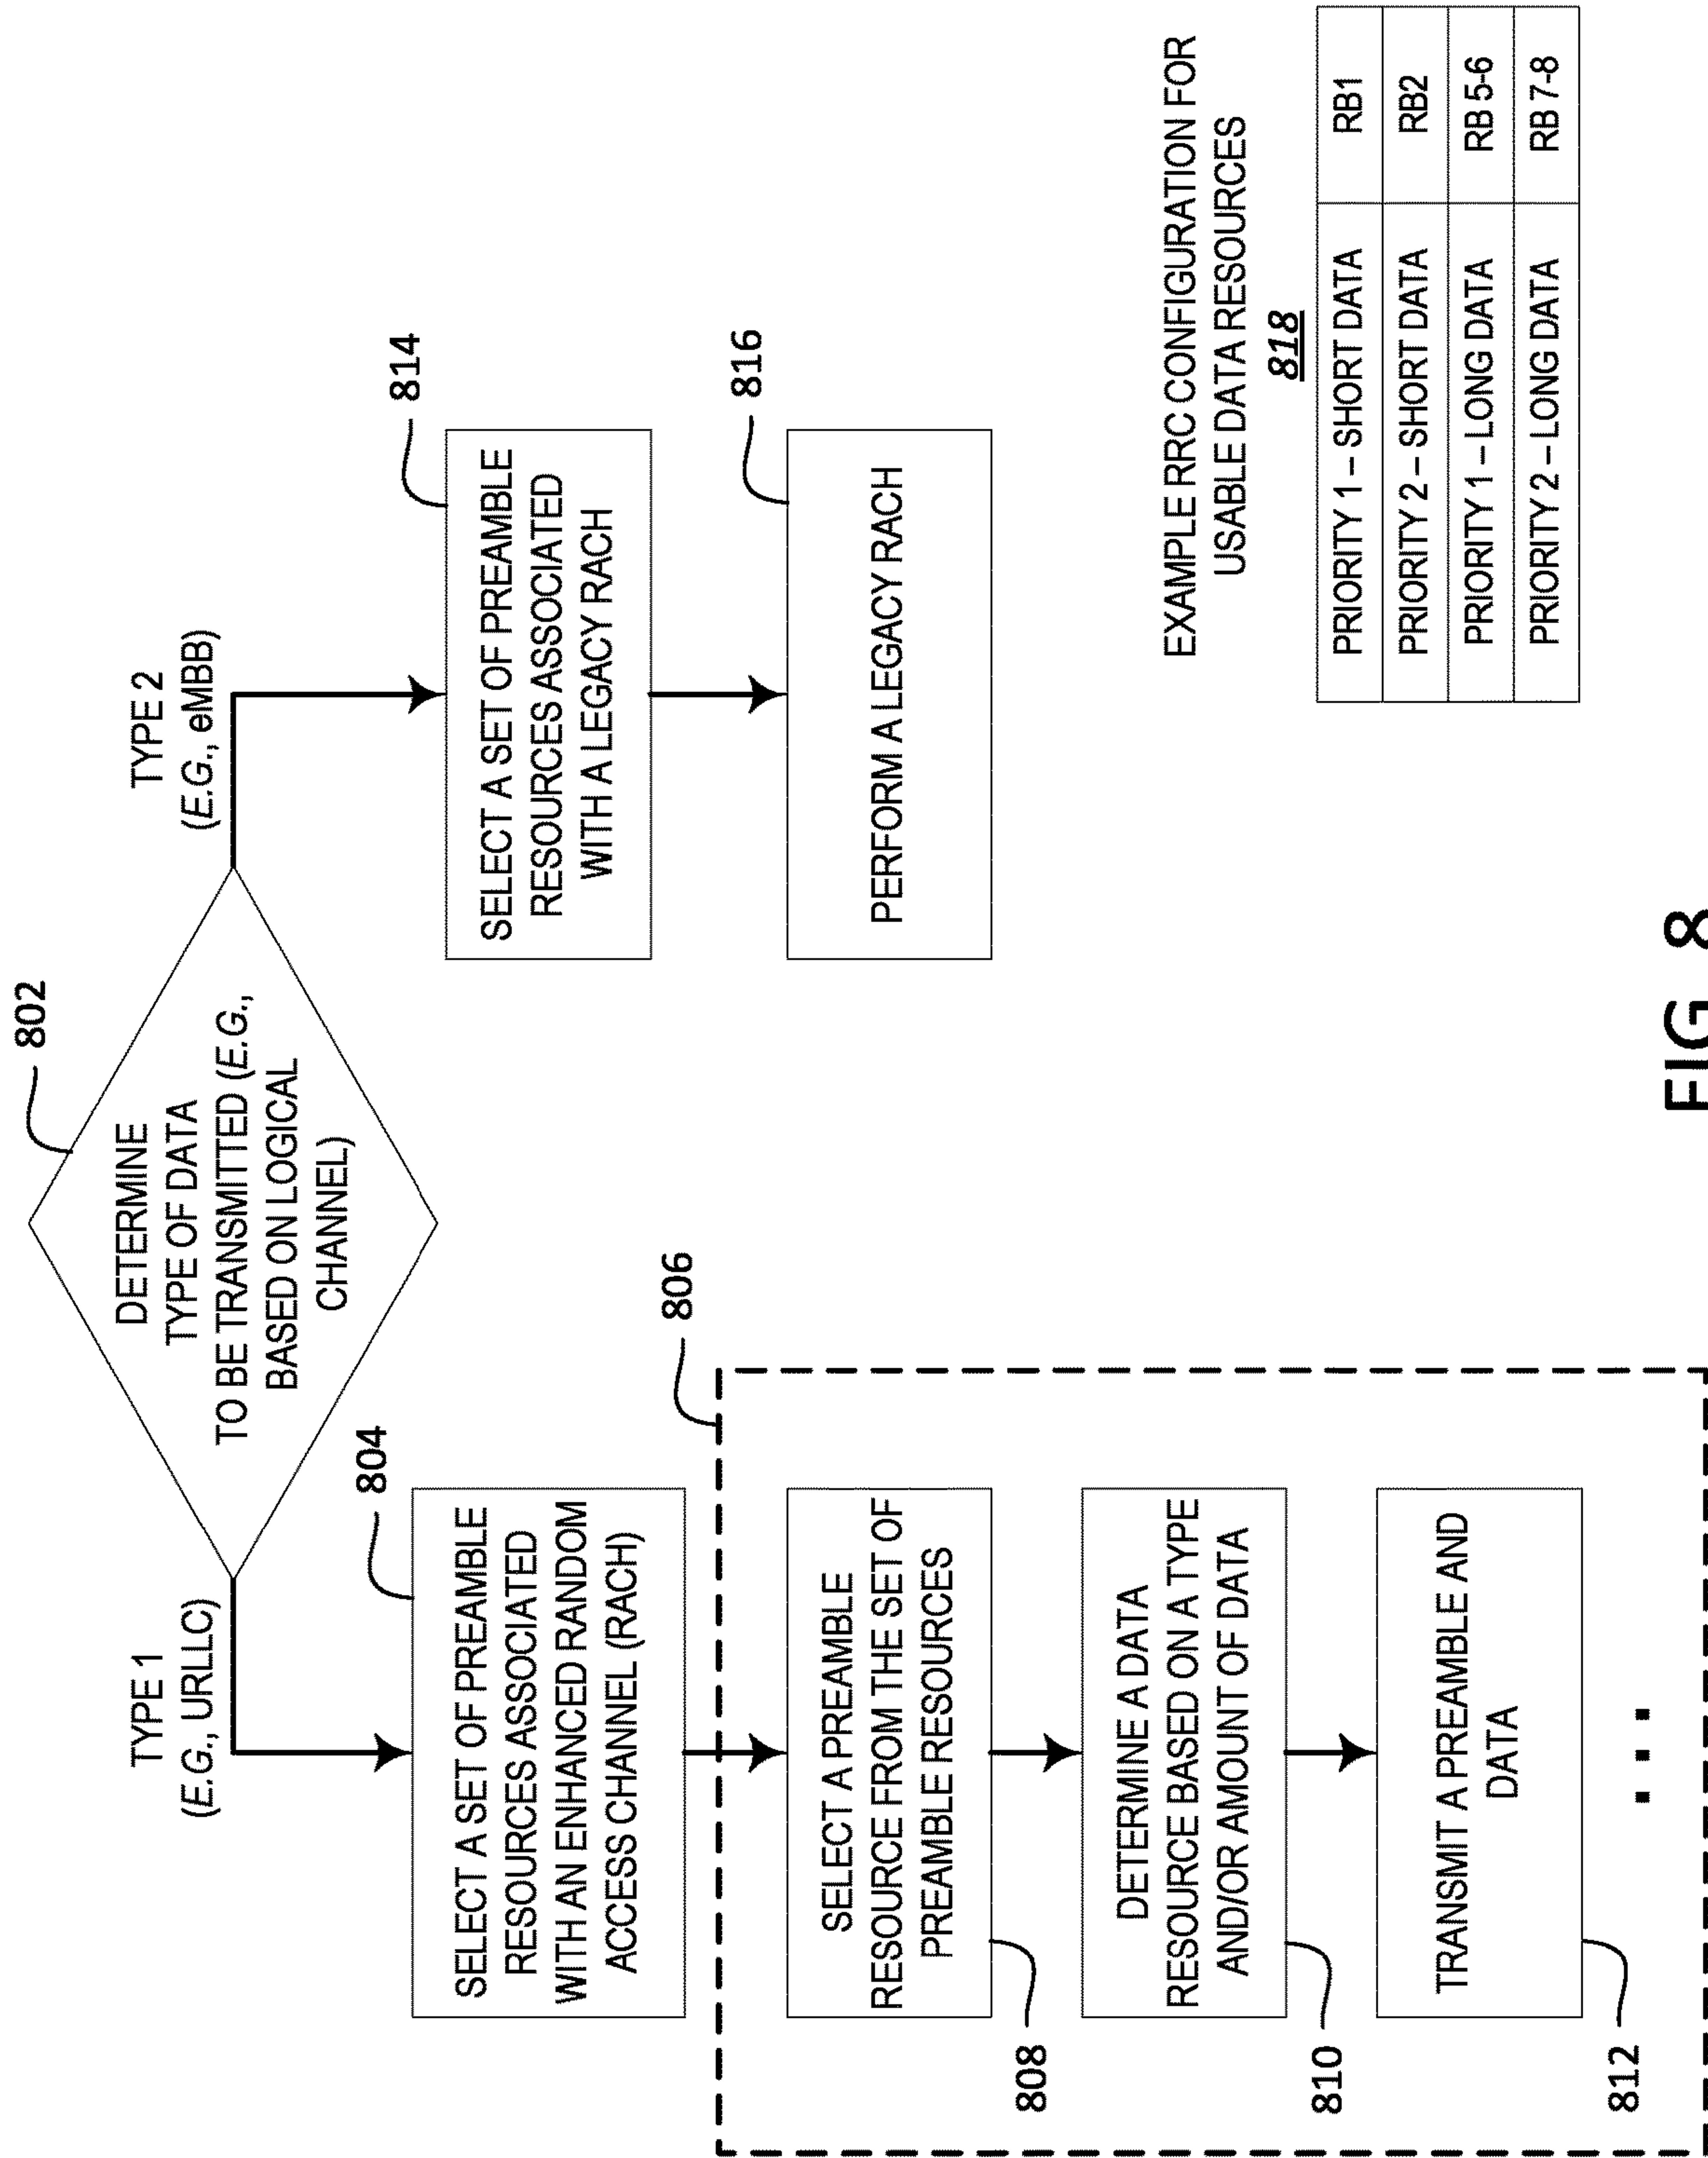 802
DETERMINE
TYPE OF DATA
TO BE TRANSMITTED (E.G.,
BASED ON LOGICAL
CHANNEL)
TYPE 1
(E.G., URLLC)
TYPE 2
(E.G., eMBB)
804
SELECT A SET OF PREAMBLE
RESOURCES ASSOCIATED
WITH AN ENHANCED RANDOM
ACCESS CHANNEL (RACH)
806
SELECT A PREAMBLE
RESOURCE FROM THE SET OF
PREAMBLE RESOURCES
808
DETERMINE A DATA
RESOURCE BASED ON A TYPE
AND/OR AMOUNT OF DATA
810
TRANSMIT A PREAMBLE AND
DATA
812
...
814
SELECT A SET OF PREAMBLE
RESOURCES ASSOCIATED
WITH A LEGACY RACH
816
PERFORM A LEGACY RACH
EXAMPLE RRC CONFIGURATION FOR
USABLE DATA RESOURCES
818
PRIORITY 1 – SHORT DATA RB1
PRIORITY 2 – SHORT DATA RB2
PRIORITY 1 – LONG DATA RB 5-6
PRIORITY 2 – LONG DATA RB 7-8
FIG. 8